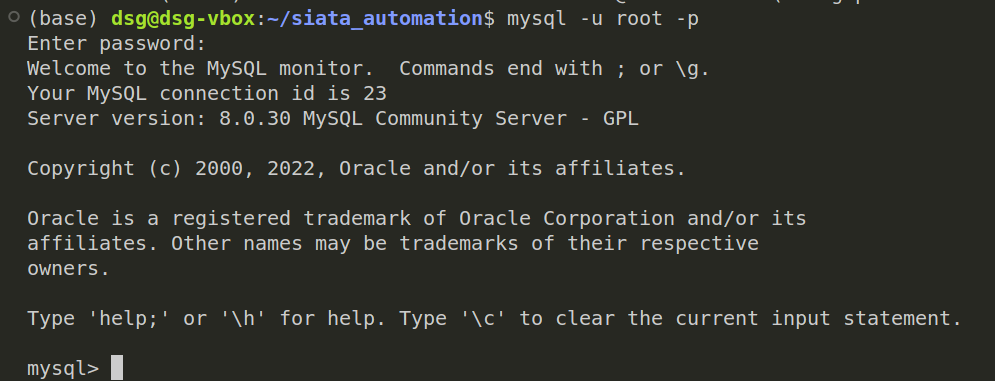 (base) dsg@dsg-vbox:~/siata_automation$ mysql -u root -p
Enter password:
Welcome to the MySQL monitor.  Commands end with ; or \g.
Your MySQL connection id is 23
Server version: 8.0.30 MySQL Community Server - GPL

Copyright (c) 2000, 2022, Oracle and/or its affiliates.

Oracle is a registered trademark of Oracle Corporation and/or its
affiliates. Other names may be trademarks of their respective
owners.

Type 'help;' or '\h' for help. Type '\c' to clear the current input statement.

mysql>